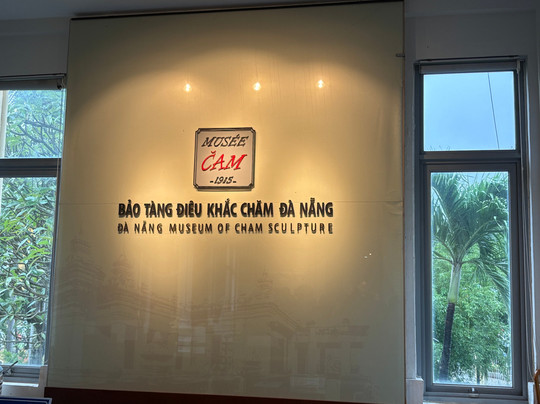 MUSÉE
ČAM
-1915-
BẢO TÀNG ĐIÊU KHẮC CHĂM ĐÀ NẴNG
ĐÀ NẴNG MUSEUM OF CHAM SCULPTURE